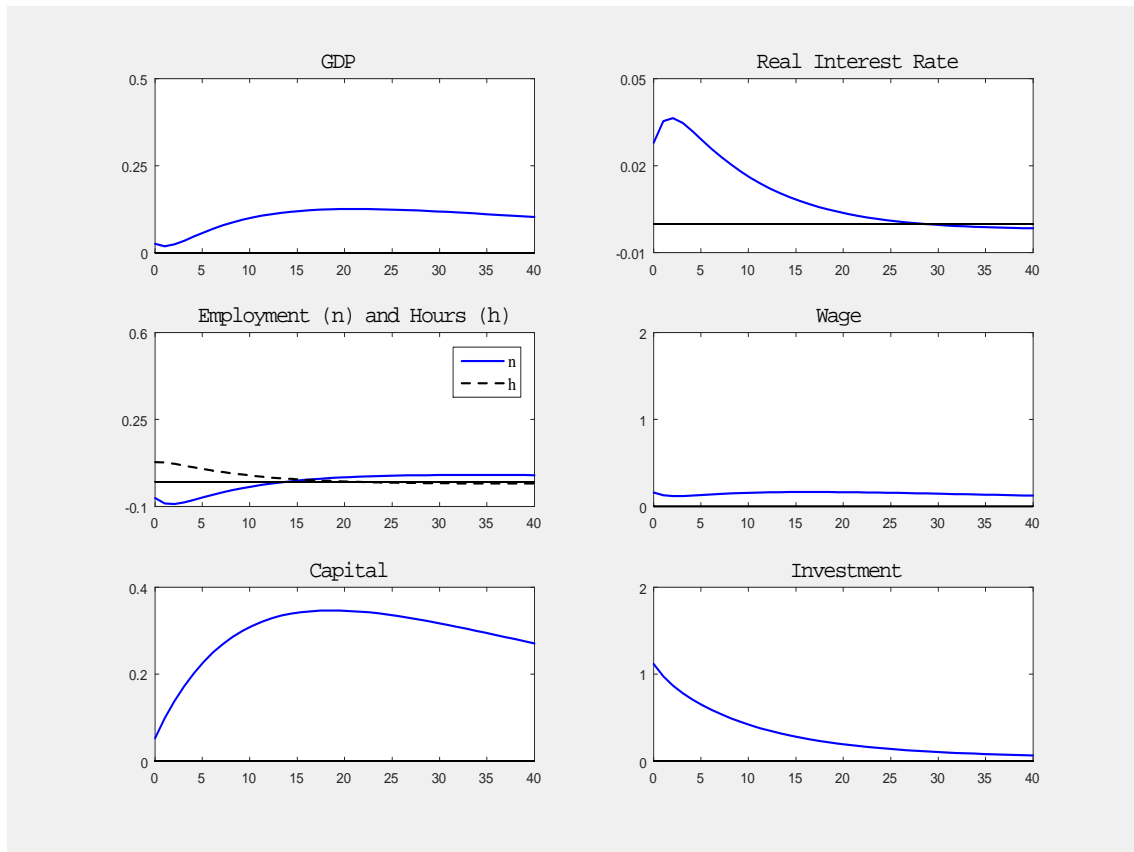 GDP
0.5
0.25
0
0 5 10 15 20 25 30 35 40
Real Interest Rate
0.05
0.02
-0.01
0 5 10 15 20 25 30 35 40
Employment (n) and Hours (h)
0.6
n
h
0.25
-0.1
0 5 10 15 20 25 30 35 40
Wage
2
1
0
0 5 10 15 20 25 30 35 40
Capital
0.4
0.2
0
0 5 10 15 20 25 30 35 40
Investment
2
1
0
0 5 10 15 20 25 30 35 40